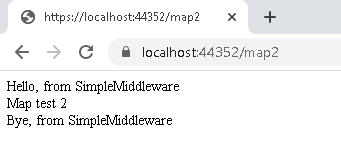 https://localhost:44352/map2
localhost:44352/map2
Hello, from SimpleMiddleware
Map test 2
Bye, from SimpleMiddleware